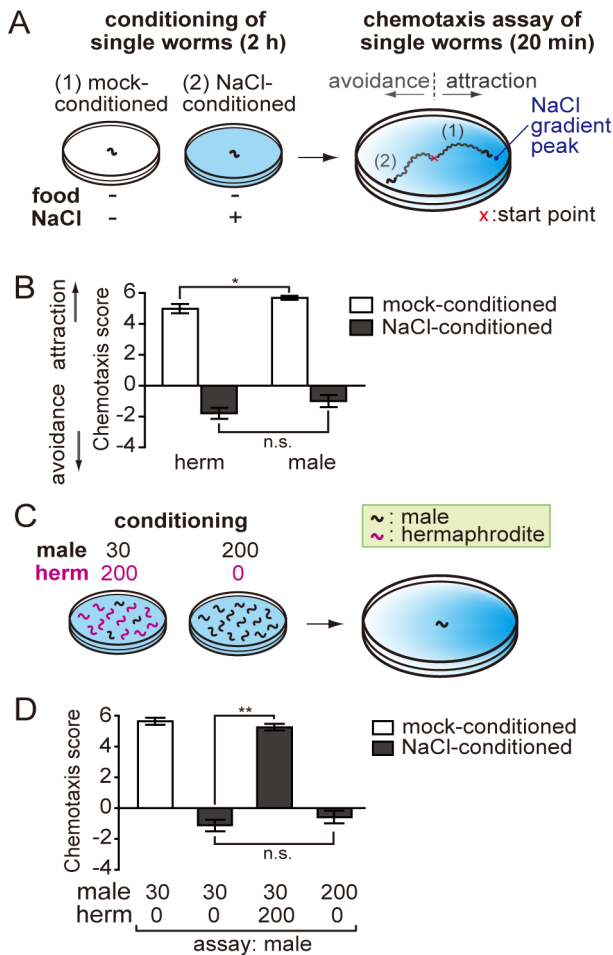 A
conditioning of
single worms (2 h)
chemotaxis assay of
single worms (20 min)
(1) mock-
conditioned
(2) NaCl-
conditioned
avoidance
attraction
(1)
(2)
NaCl
gradient
peak
food - -
NaCl - +
x:start point
B
avoidance attraction
Chemotaxis score
6
4
2
0
-2
-4
*
n.s.
herm male
mock-conditioned
NaCl-conditioned
C
conditioning
male 30 200
herm 200 0
~: male
~: hermaphrodite
D
Chemotaxis score
6
4
2
0
-2
-4
**
n.s.
mock-conditioned
NaCl-conditioned
male 30 30 30 200
herm 0 0 200 0
assay: male